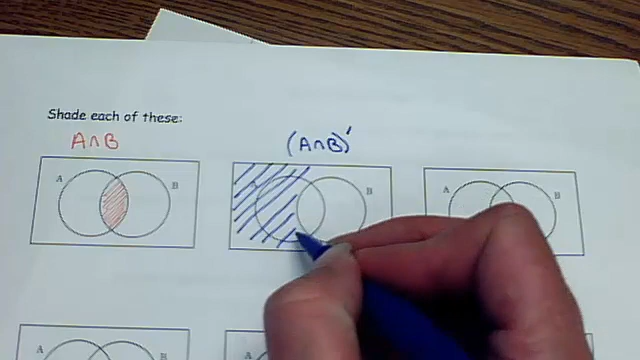 Shade each of these:
A∩B
(A∩B)'
A B
B
A